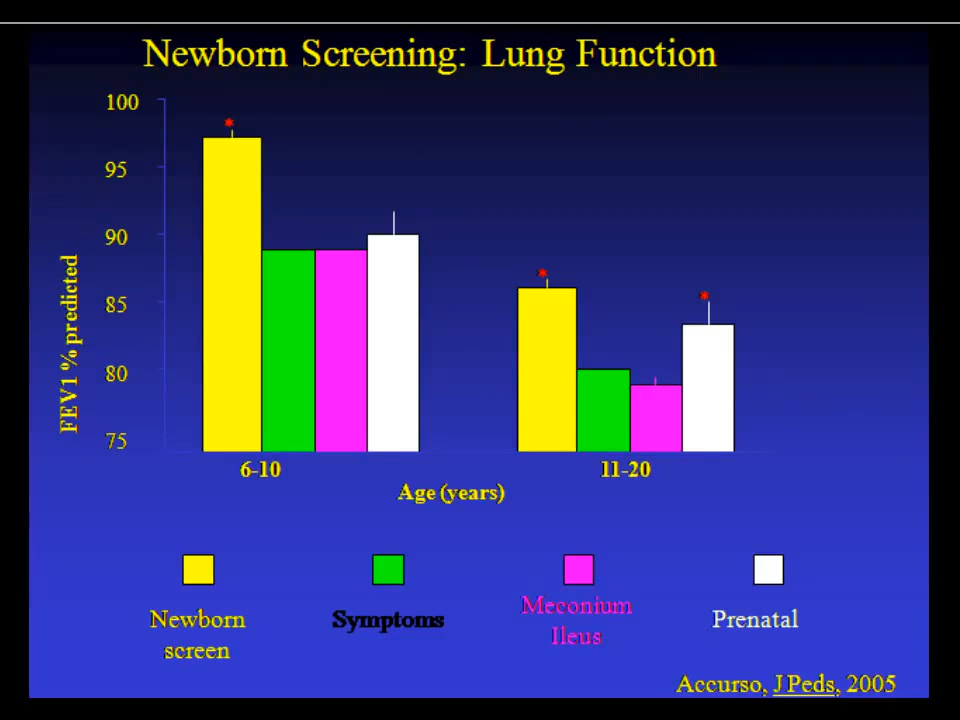 Newborn Screening: Lung Function
100
95
90
85
80
75
FEV1 % predicted
*
*
*
6-10
11-20
Age (years)
Newborn
screen
Symptoms
Meconium
Ileus
Prenatal
Accurso, J Peds, 2005